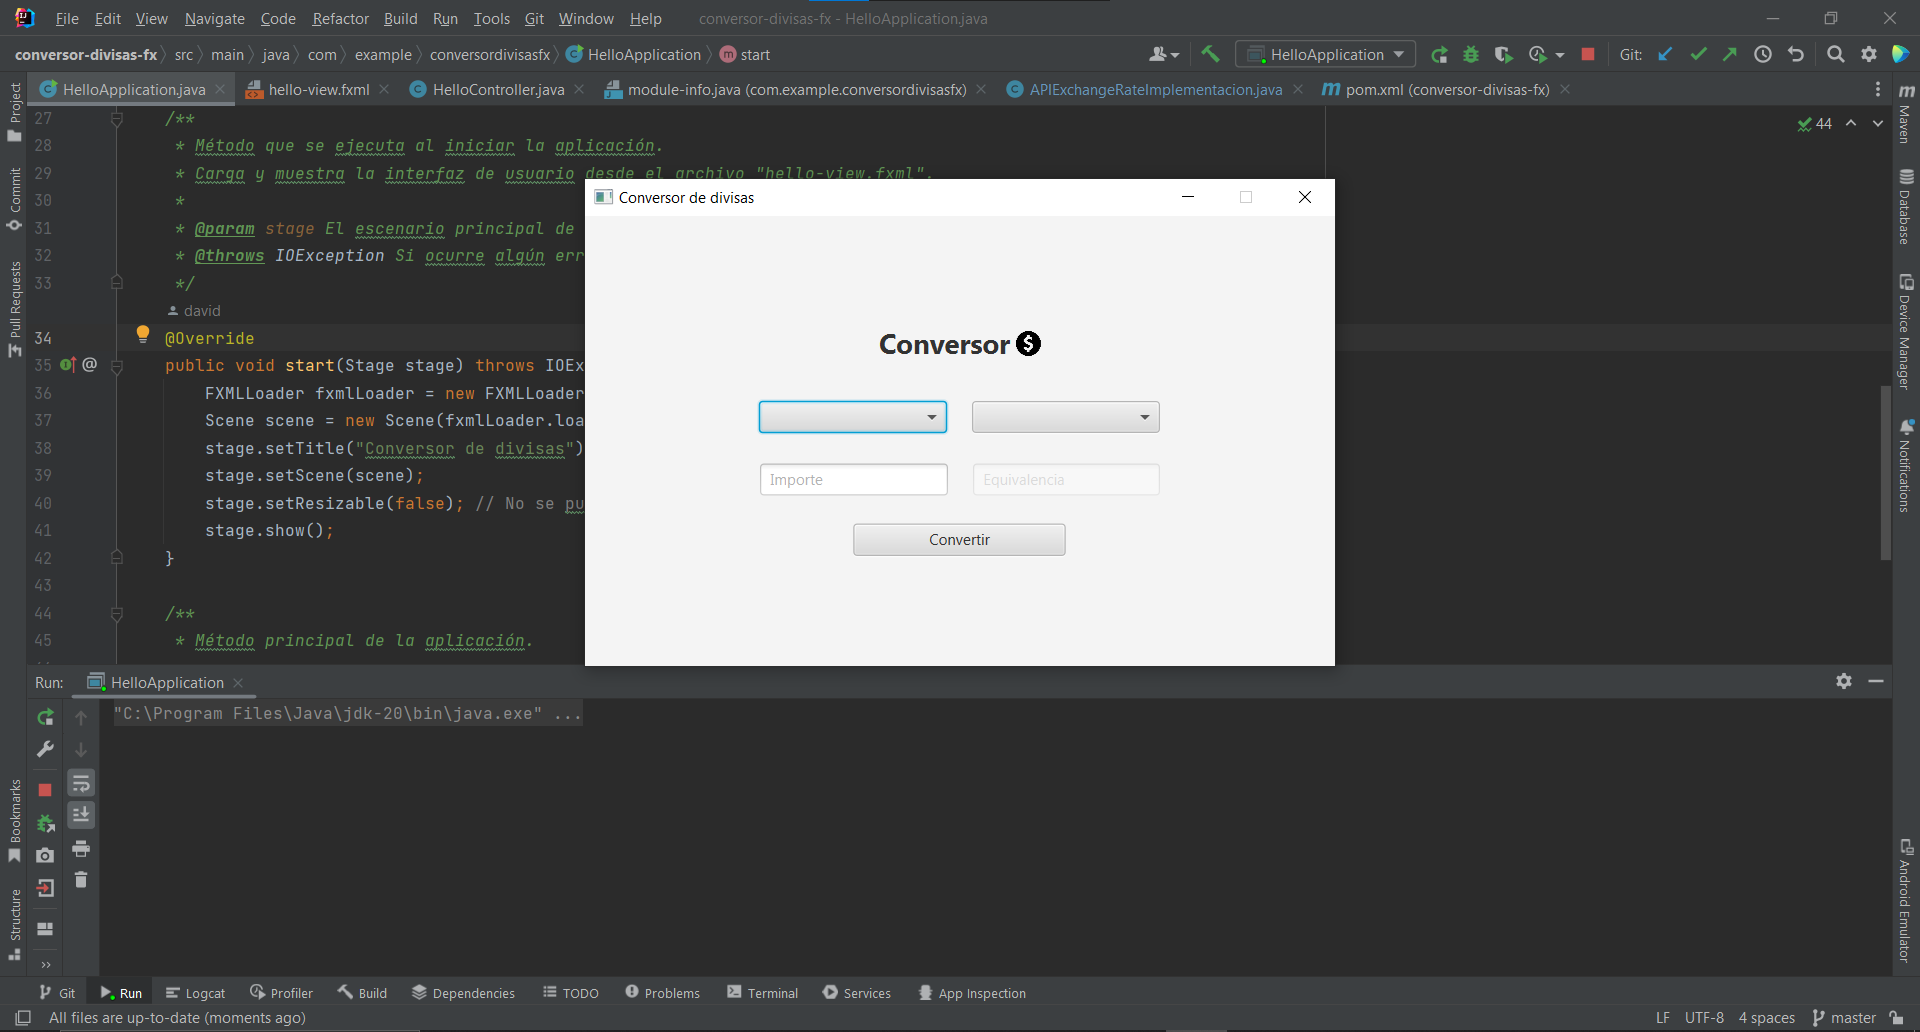 File Edit View Navigate Code Refactor Build Run Tools Git Window Help conversor-divisas-fx - HelloApplication.java
conversor-divisas-fx src main java com example conversordivisasfx HelloApplication start HelloApplication Git:
HelloApplication.java hello-view.fxml HelloController.java module-info.java (com.example.conversordivisasfx) APIExchangeRateImplementacion.java pom.xml (conversor-divisas-fx)
Project
Commit
Pull Requests
Bookmarks
Structure
27 /**
28 * Método que se ejecuta al iniciar la aplicación.
29 * Carga y muestra la interfaz de usuario desde el archivo "hello-view.fxml".
30 *
31 * @param stage El escenario principal de
32 * @throws IOException Si ocurre algún err
33 */
david
34 @Override
35 public void start(Stage stage) throws IOEx
36 FXMLLoader fxmlLoader = new FXMLLoader
37 Scene scene = new Scene(fxmlLoader.loa
38 stage.setTitle("Conversor de divisas")
39 stage.setScene(scene);
40 stage.setResizable(false); // No se pu
41 stage.show();
42 }
43
44 /**
45 * Método principal de la aplicación.
44
Conversor de divisas
Conversor $
Importe Equivalencia
Convertir
Maven
Database
Device Manager
Notifications
Android Emulator
Run: HelloApplication
"C:\Program Files\Java\jdk-20\bin\java.exe" ...
Git Run Logcat Profiler Build Dependencies TODO Problems Terminal Services App Inspection
All files are up-to-date (moments ago) LF UTF-8 4 spaces master